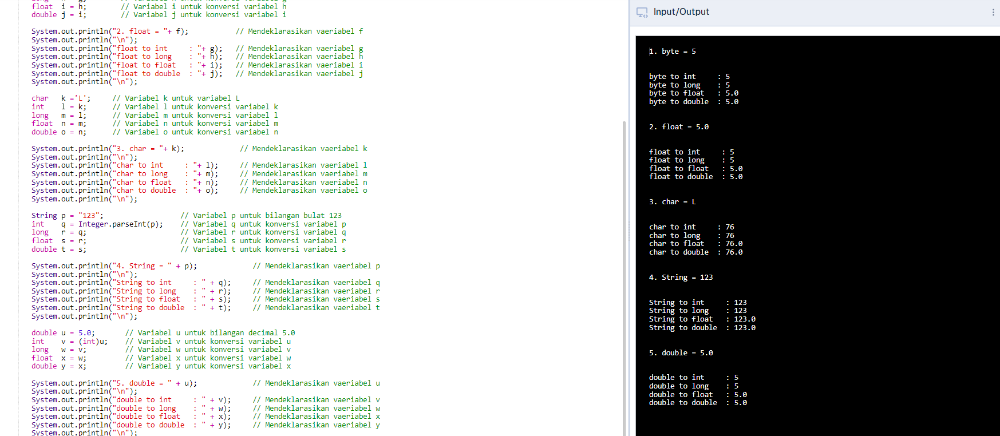 float  i = h;        // Variabel i untuk konversi variabel h
double j = i;        // Variabel j untuk konversi variabel i
System.out.println("2. float = "+ f);           // Mendeklarasikan vaeriabel f
System.out.println("\n");
System.out.println("float to int     : "+ g);   // Mendeklarasikan vaeriabel g
System.out.println("float to long    : "+ h);   // Mendeklarasikan vaeriabel h
System.out.println("float to float   : "+ i);   // Mendeklarasikan vaeriabel i
System.out.println("float to double  : "+ j);   // Mendeklarasikan vaeriabel j
System.out.println("\n");
char   k ='L';     // Variabel k untuk variabel L
int    l = k;      // Variabel l untuk konversi variabel k
long   m = l;      // Variabel m untuk konversi variabel l
float  n = m;      // Variabel n untuk konversi variabel m
double o = n;      // Variabel o untuk konversi variabel n
System.out.println("3. char = "+ k);             // Mendeklarasikan vaeriabel k
System.out.println("\n");
System.out.println("char to int     : "+ l);     // Mendeklarasikan vaeriabel l
System.out.println("char to long    : "+ m);     // Mendeklarasikan vaeriabel m
System.out.println("char to float   : "+ n);     // Mendeklarasikan vaeriabel n
System.out.println("char to double  : "+ o);     // Mendeklarasikan vaeriabel o
System.out.println("\n");
String p = "123";                  // Variabel p untuk bilangan bulat 123
int    q = Integer.parseInt(p);    // Variabel q untuk konversi variabel p
long   r = q;                      // Variabel r untuk konversi variabel q
float  s = r;                      // Variabel s untuk konversi variabel r
double t = s;                      // Variabel t untuk konversi variabel s
System.out.println("4. String = " + p);             // Mendeklarasikan vaeriabel p
System.out.println("\n");
System.out.println("String to int     : " + q);     // Mendeklarasikan vaeriabel q
System.out.println("String to long    : " + r);     // Mendeklarasikan vaeriabel r
System.out.println("String to float   : " + s);     // Mendeklarasikan vaeriabel s
System.out.println("String to double  : " + t);     // Mendeklarasikan vaeriabel t
System.out.println("\n");
double u = 5.0;       // Variabel u untuk bilangan decimal 5.0
int    v = (int)u;    // Variabel v untuk konversi variabel u
long   w = v;         // Variabel w untuk konversi variabel v
float  x = w;         // Variabel x untuk konversi variabel w
double y = x;         // Variabel y untuk konversi variabel x
System.out.println("5. double = " + u);             // Mendeklarasikan vaeriabel u
System.out.println("\n");
System.out.println("double to int     : " + v);     // Mendeklarasikan vaeriabel v
System.out.println("double to long    : " + w);     // Mendeklarasikan vaeriabel w
System.out.println("double to float   : " + x);     // Mendeklarasikan vaeriabel x
System.out.println("double to double  : " + y);     // Mendeklarasikan vaeriabel y
System.out.println("\n");
Input/Output
1. byte = 5
byte to int     : 5
byte to long    : 5
byte to float   : 5.0
byte to double  : 5.0
2. float = 5.0
float to int     : 5
float to long    : 5
float to float   : 5.0
float to double  : 5.0
3. char = L
char to int     : 76
char to long    : 76
char to float   : 76.0
char to double  : 76.0
4. String = 123
String to int     : 123
String to long    : 123
String to float   : 123.0
String to double  : 123.0
5. double = 5.0
double to int     : 5
double to long    : 5
double to float   : 5.0
double to double  : 5.0